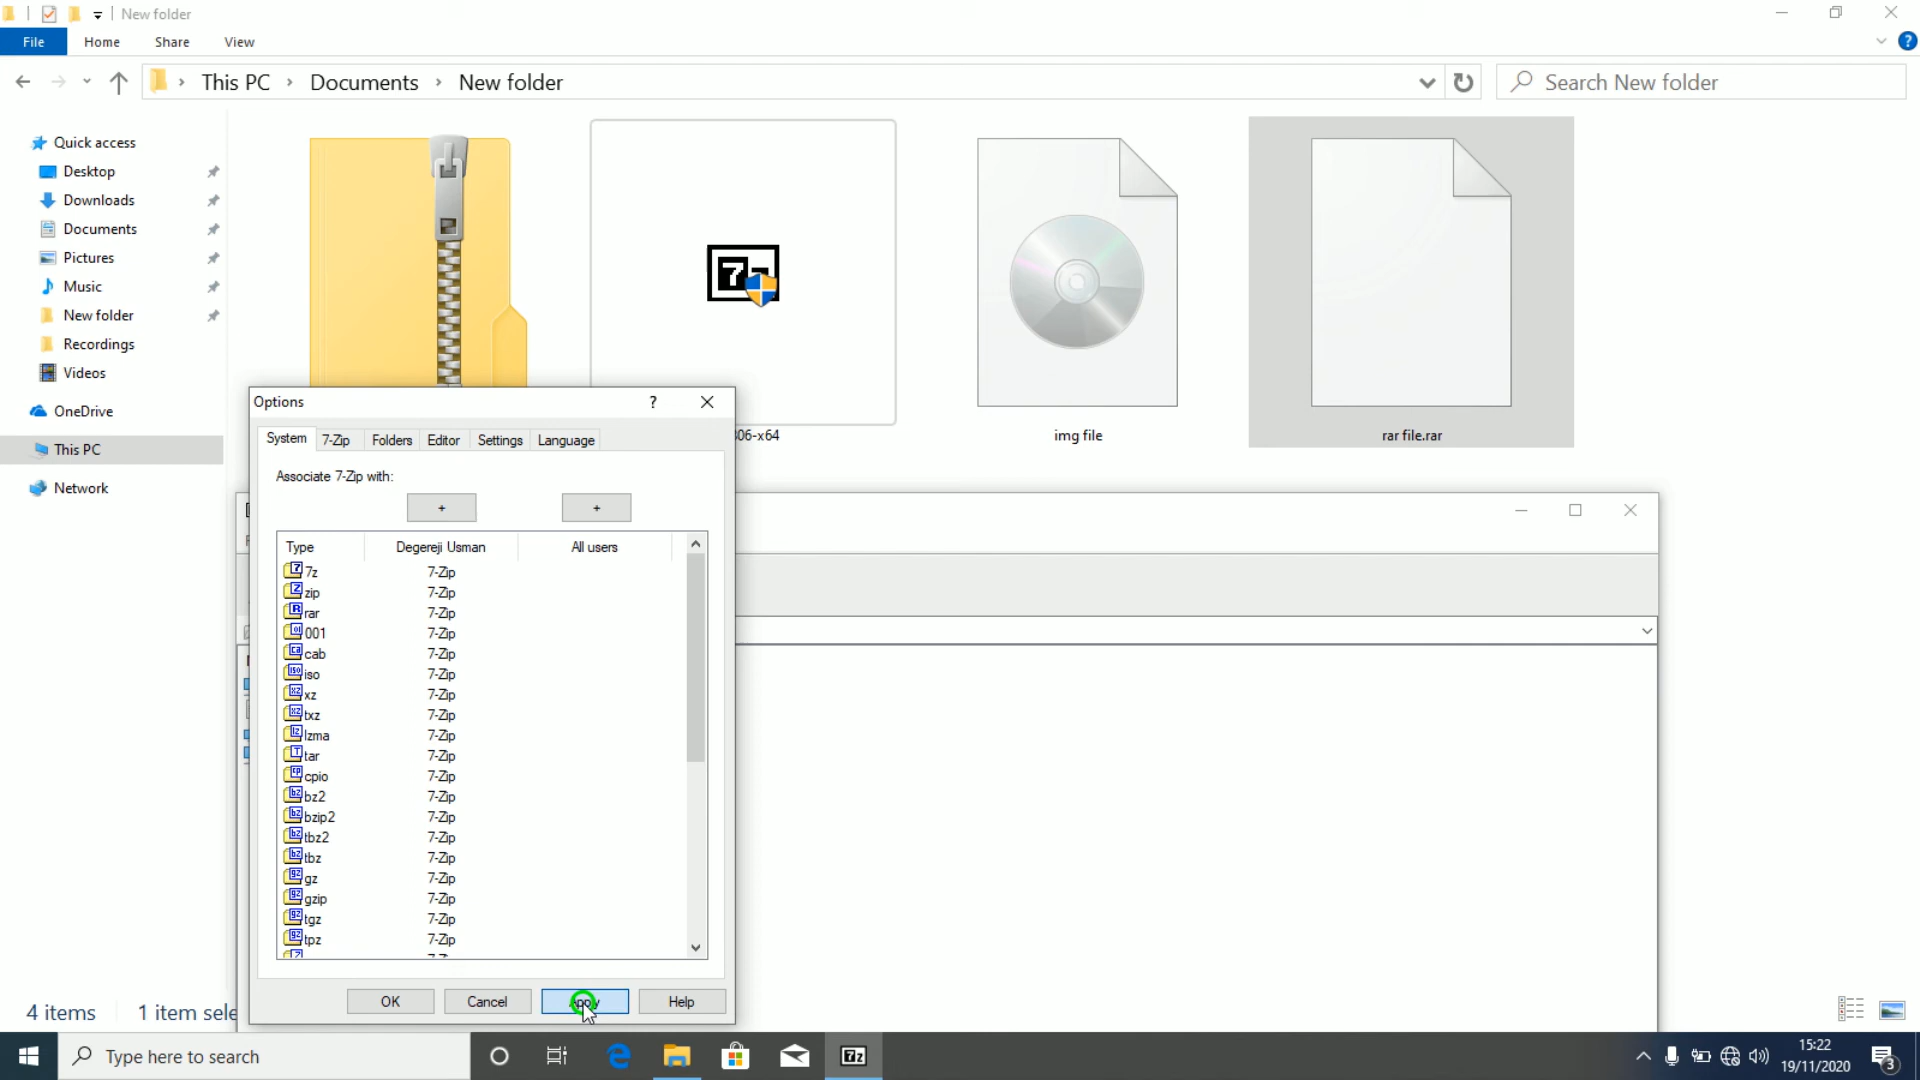 New folder
File
Home
Share
View
This PC
Documents
New folder
Search New folder
Quick access
Desktop
Downloads
Documents
Pictures
Music
New folder
Recordings
Videos
OneDrive
This PC
Network
06-x64
img file
rar file.rar
Options
?
System
7-Zip
Folders
Editor
Settings
Language
Associate 7-Zip with:
+
+
Type
Degereji Usman
All users
7z 7-Zip
zip 7-Zip
rar 7-Zip
001 7-Zip
cab 7-Zip
iso 7-Zip
xz 7-Zip
txz 7-Zip
lzma 7-Zip
tar 7-Zip
cpio 7-Zip
bz2 7-Zip
bzip2 7-Zip
tbz2 7-Zip
tbz 7-Zip
gz 7-Zip
gzip 7-Zip
tgz 7-Zip
tpz 7-Zip
OK
Cancel
Apply
Help
4 items
1 item sele
Type here to search
15:22
19/11/2020
3